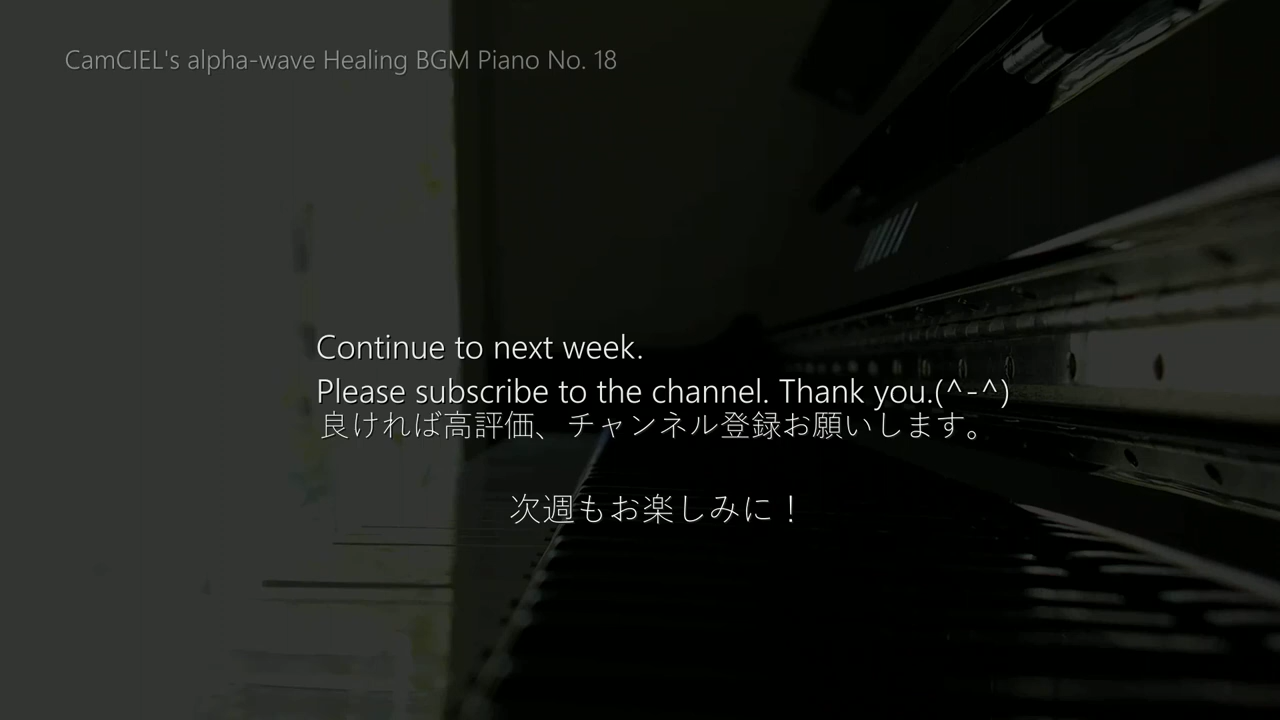 CamCIEL's alpha-wave Healing BGM Piano No. 18
Continue to next week.
Please subscribe to the channel. Thank you.(^-^)
良ければ高評価、チャンネル登録お願いします。
次週もお楽しみに！